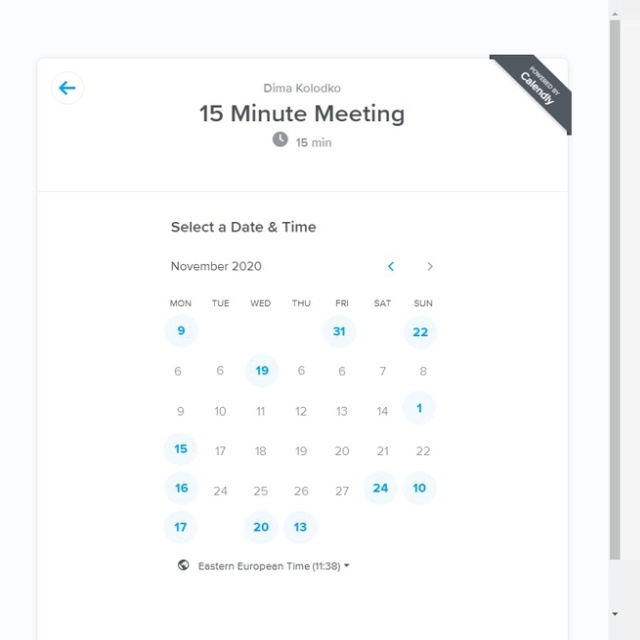 POWERED BY
Calendly
Dima Kolodko
15 Minute Meeting
15 min
Select a Date & Time
November 2020
MON TUE WED THU FRI SAT SUN
9 31 22
6 6 19 6 6 7 8
9 10 11 12 13 14 1
15 17 18 19 20 21 22
16 24 25 26 27 24 10
17 20 13
Eastern European Time (11:38)